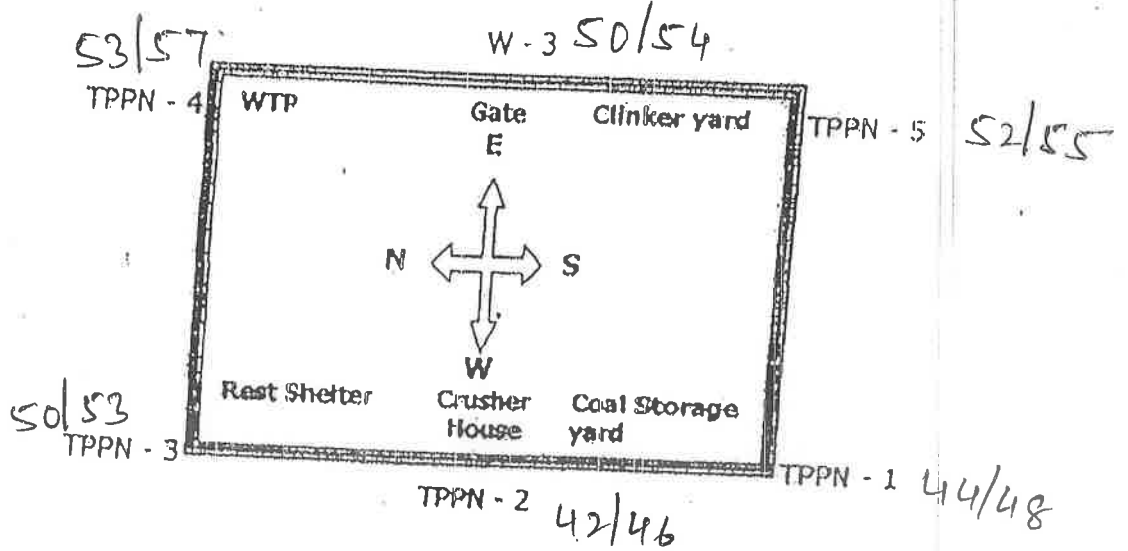 53/57
W - 3 50/54
TPPN - 4
WTP
Gate
Clinker yard
TPPN - 5 52/55
E
N
S
W
Rest Shelter
Crusher
House
Coal Storage
yard
50/53
TPPN - 3
TPPN - 1 44/48
TPPN - 2 42/46